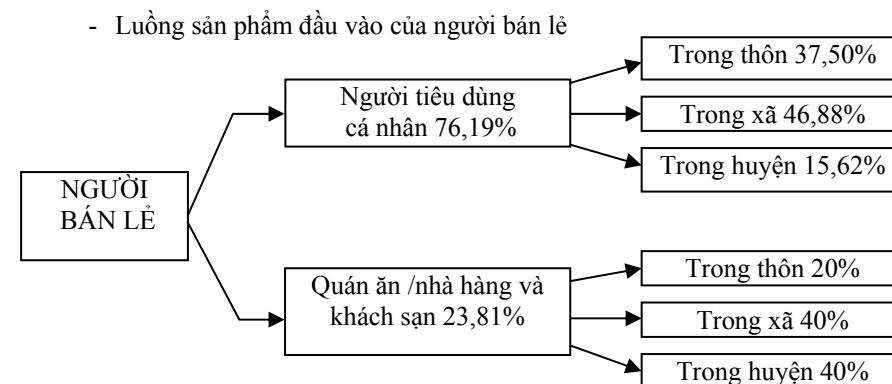 - Luồng sản phẩm đầu vào của người bán lẻ
NGƯỜI
BÁN LẺ
Người tiêu dùng
cá nhân 76,19%
Trong thôn 37,50%
Trong xã 46,88%
Trong huyện 15,62%
Quán ăn /nhà hàng và
khách sạn 23,81%
Trong thôn 20%
Trong xã 40%
Trong huyện 40%